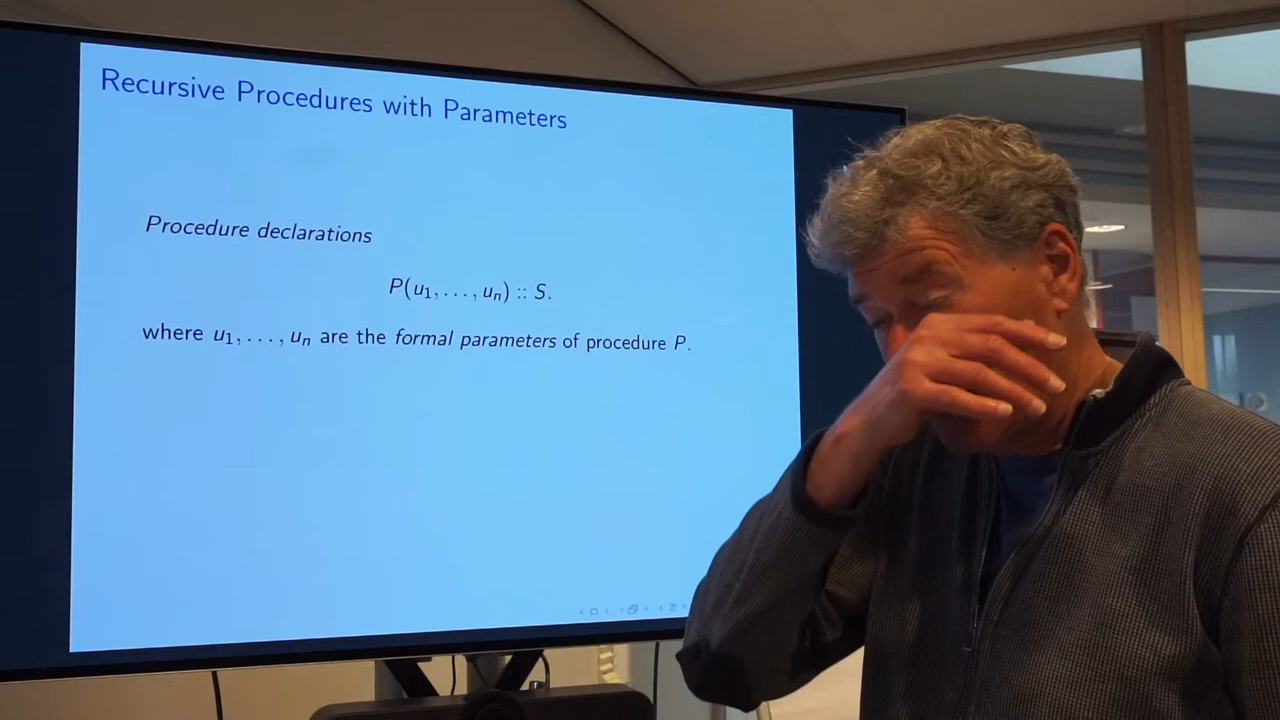 Recursive Procedures with Parameters
Procedure declarations
P(u₁, . . . , uₙ) :: S.
where u₁, . . . , uₙ are the formal parameters of procedure P.